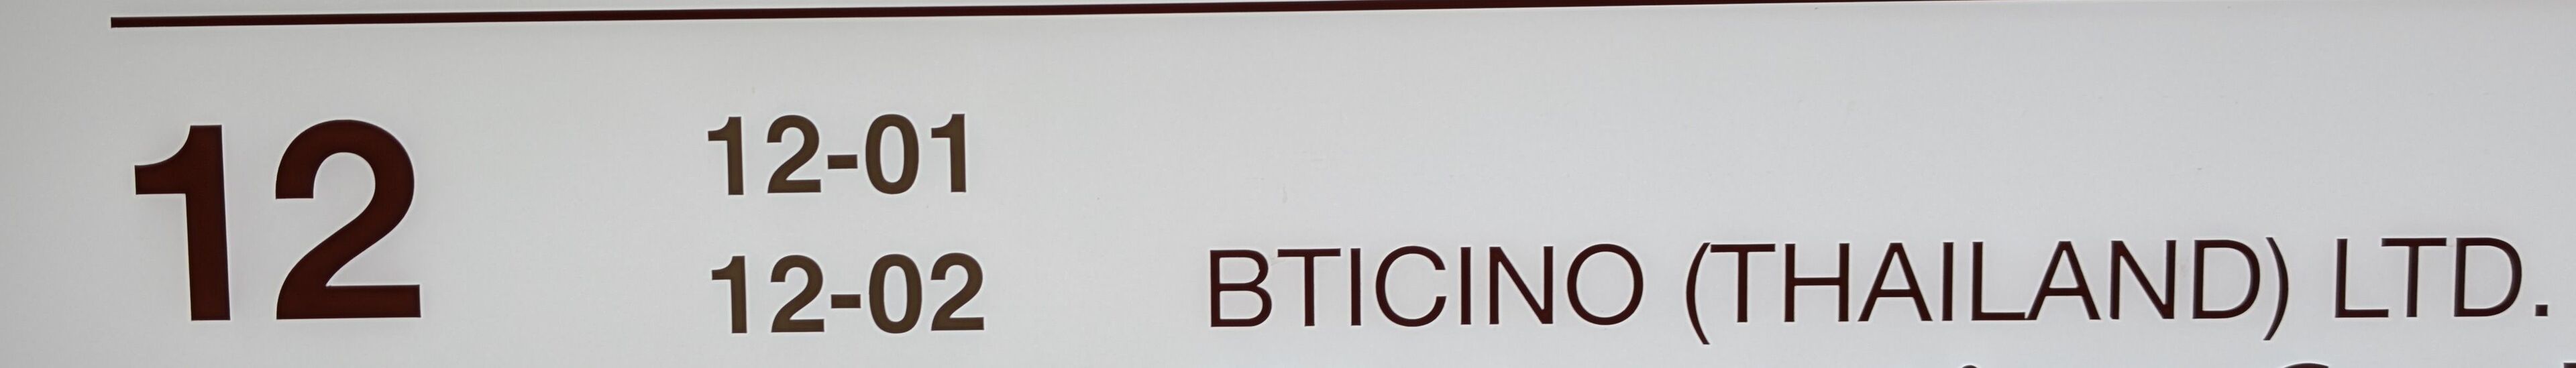 12
12-01
12-02 BTICINO (THAILAND) LTD.